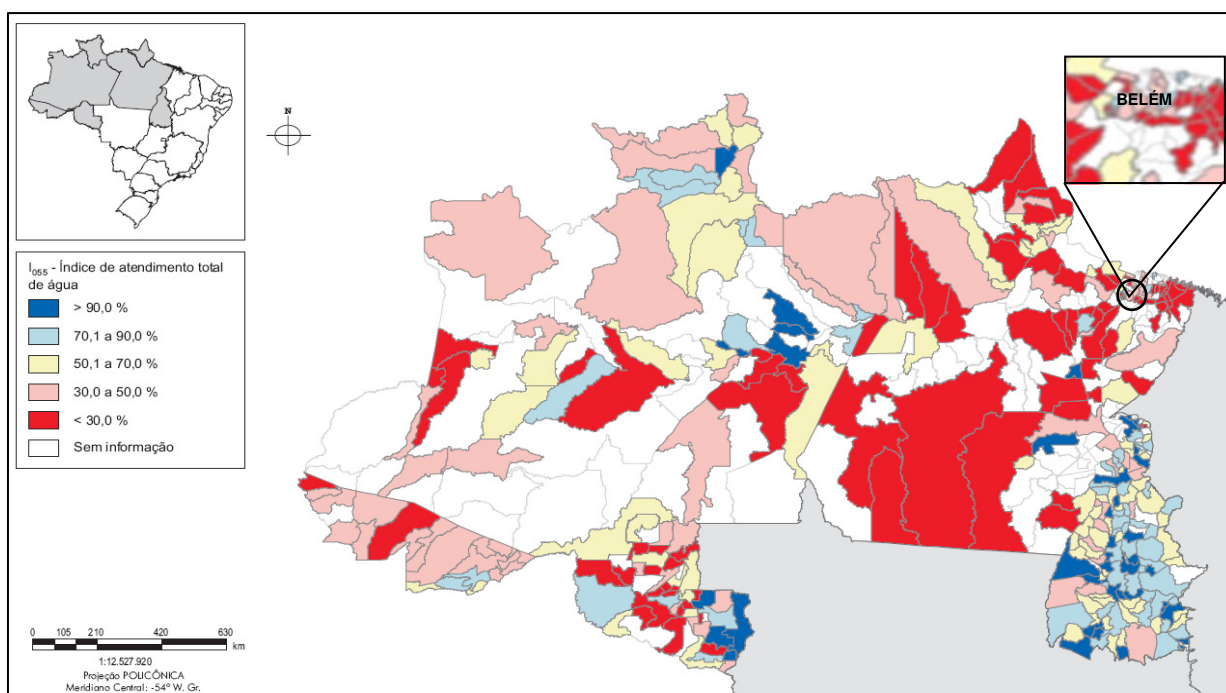 N
BELÉM
I₀₅₅ - Índice de atendimento total
de água
> 90,0 %
70,1 a 90,0 %
50,1 a 70,0 %
30,0 a 50,0 %
< 30,0 %
Sem informação
0 105 210 420 630
km
1:12.527.920
Projeção POLICÔNICA
Meridiano Central: -54º W. Gr.